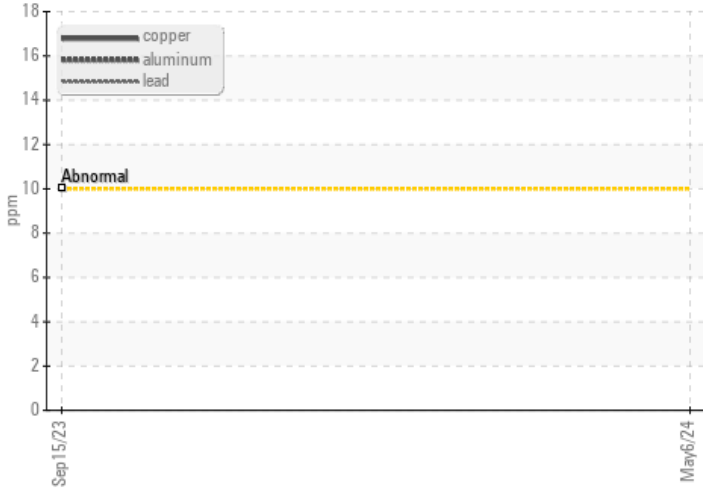 18
16
14
12
10
8
6
4
2
0
ppm
copper
aluminum
lead
Abnormal
Sep15/23
May6/24